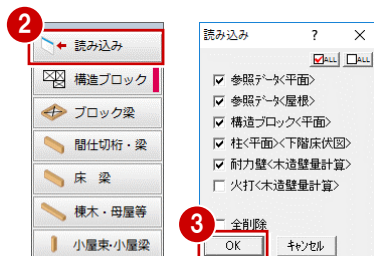 2
読み込み
構造ブロック
ブロック梁
間仕切桁・梁
床 梁
棟木・母屋等
小屋束・小屋梁
読み込み ? ×
ALL ALL
参照ﾃﾞｰﾀ<平面>
参照ﾃﾞｰﾀ<屋根>
構造ブロック<平面>
柱<平面><下階床伏図>
耐力壁<木造壁量計算>
火打<木造壁量計算>
3
全削除
OK ｷｬﾝｾﾙ